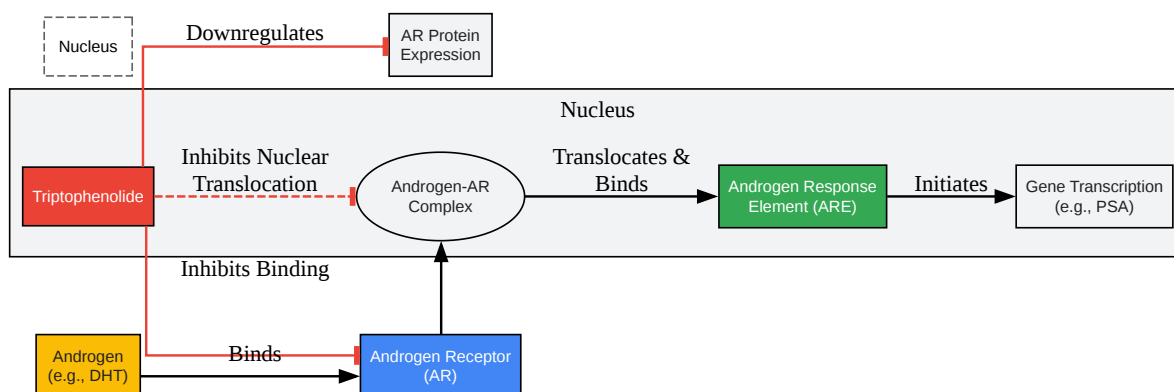 Downregulates
Nucleus
AR Protein
Expression
Nucleus
Triptophenolide
Inhibits Nuclear
Translocation
Androgen-AR
Complex
Translocates &
Binds
Androgen Response
Element (ARE)
Initiates
Gene Transcription
(e.g., PSA)
Inhibits Binding
Androgen
(e.g., DHT)
Binds
Androgen Receptor
(AR)